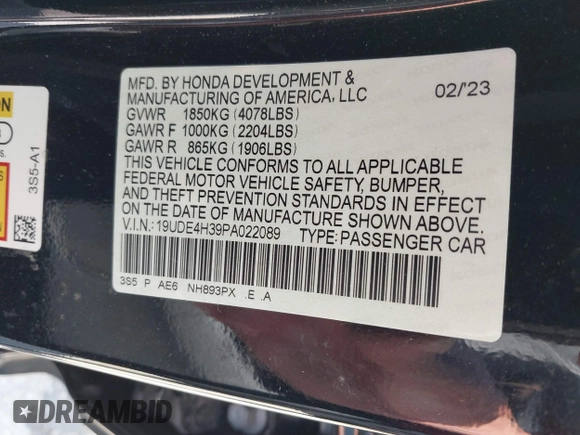 MFD. BY HONDA DEVELOPMENT &
MANUFACTURING OF AMERICA, LLC 02/'23
GVWR 1850KG (4078LBS)
GAWR F 1000KG (2204LBS)
GAWR R 865KG (1906LBS)
THIS VEHICLE CONFORMS TO ALL APPLICABLE
FEDERAL MOTOR VEHICLE SAFETY, BUMPER,
AND THEFT PREVENTION STANDARDS IN EFFECT
ON THE DATE OF MANUFACTURE SHOWN ABOVE.
V.I.N.:19UDE4H39PA022089 TYPE:PASSENGER CAR
3S5 P AE6 NH893PX .E .A
3S5-A1
DREAMBID